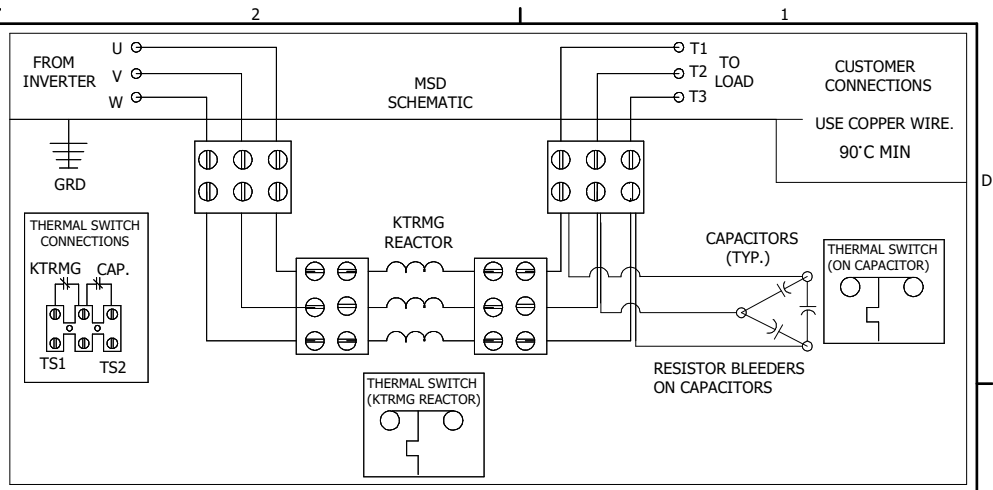 2
1
FROM
INVERTER
U
V
W
MSD
SCHEMATIC
T1
T2
T3
TO
LOAD
CUSTOMER
CONNECTIONS
USE COPPER WIRE.
90°C MIN
D
GRD
THERMAL SWITCH
CONNECTIONS
KTRMG CAP.
TS1 TS2
KTRMG
REACTOR
CAPACITORS
(TYP.)
THERMAL SWITCH
(ON CAPACITOR)
RESISTOR BLEEDERS
ON CAPACITORS
THERMAL SWITCH
(KTRMG REACTOR)